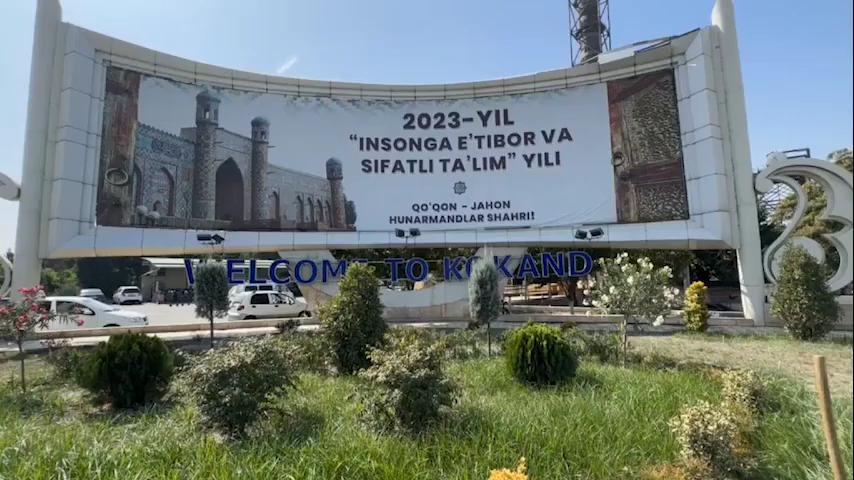 2023-YIL
“INSONGA E'TIBOR VA
SIFATLI TA'LIM” YILI
QO'QON - JAHON
HUNARMANDLAR SHAHRI!
WELCOME TO KOKAND